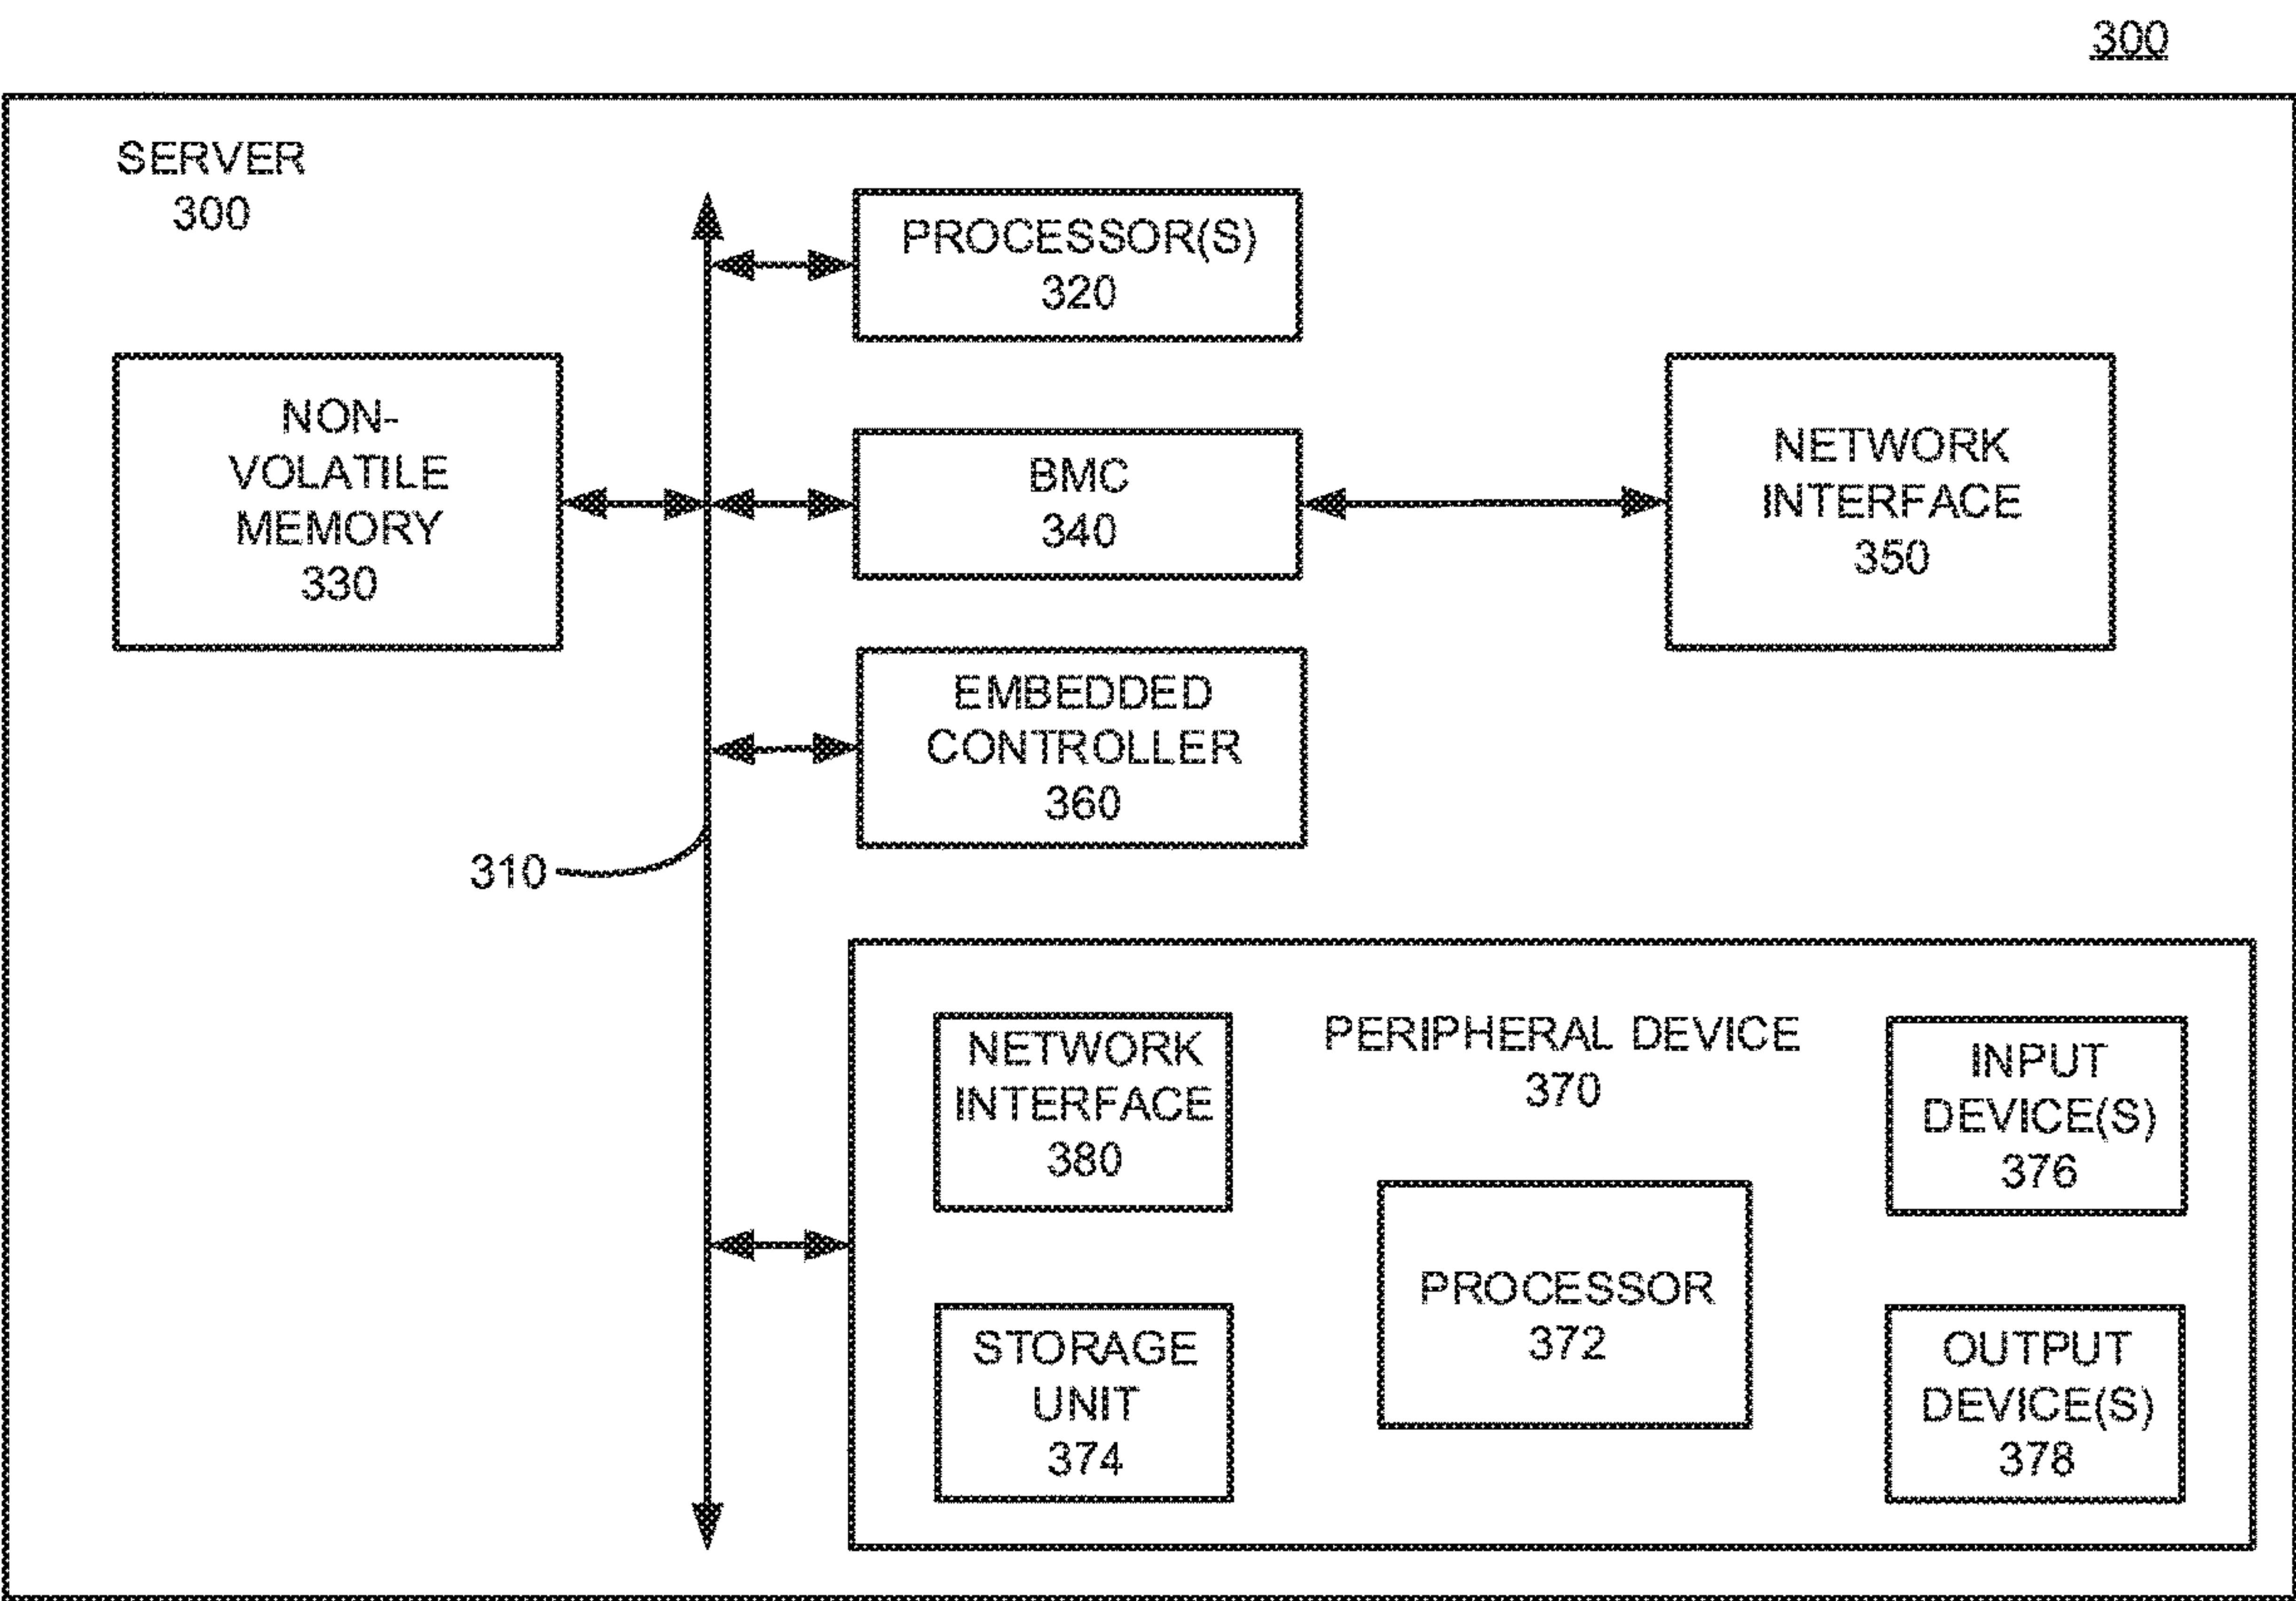 300
SERVER
300
PROCESSOR(S)
320
NON-
VOLATILE
MEMORY
330
BMC
340
NETWORK
INTERFACE
350
EMBEDDED
CONTROLLER
360
310
PERIPHERAL DEVICE
370
NETWORK
INTERFACE
380
INPUT
DEVICE(S)
376
PROCESSOR
372
STORAGE
UNIT
374
OUTPUT
DEVICE(S)
378